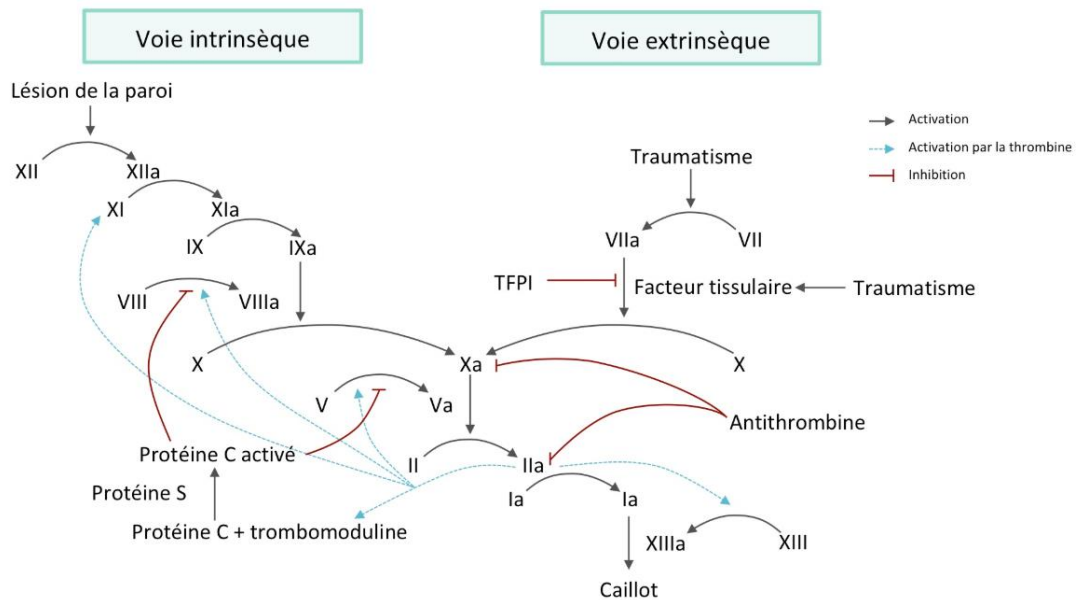 Voie intrinsèque
Voie extrinsèque
Lésion de la paroi
Activation
Activation par la thrombine
Inhibition
Traumatisme
XII
XIIa
XI
XIa
IX
IXa
VIIa
VII
TFPI
Facteur tissulaire
Traumatisme
VIII
VIIIa
X
Xa
X
V
Va
Antithrombine
Protéine C activé
II
IIa
Protéine S
Ia
Ia
Protéine C + trombomoduline
XIIIa
XIII
Caillot